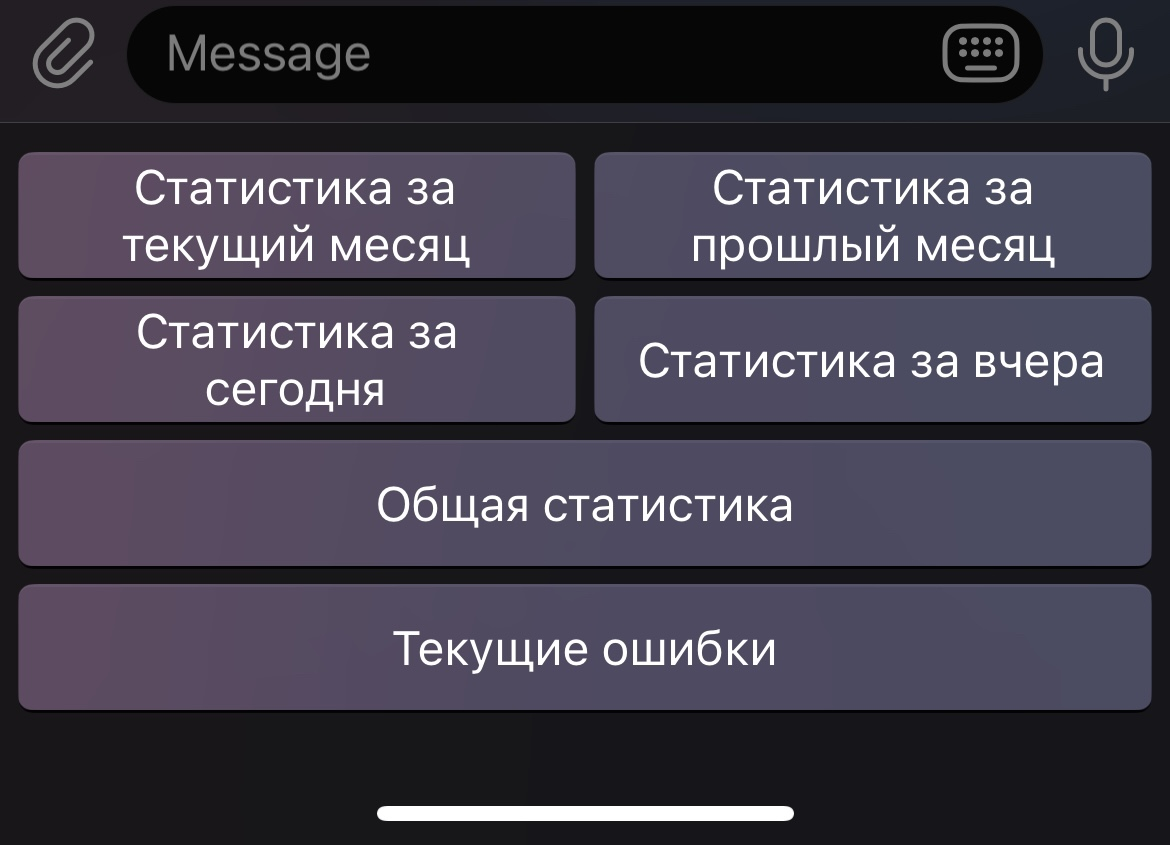 Message
Статистика за
текущий месяц
Статистика за
прошлый месяц
Статистика за
сегодня
Статистика за вчера
Общая статистика
Текущие ошибки